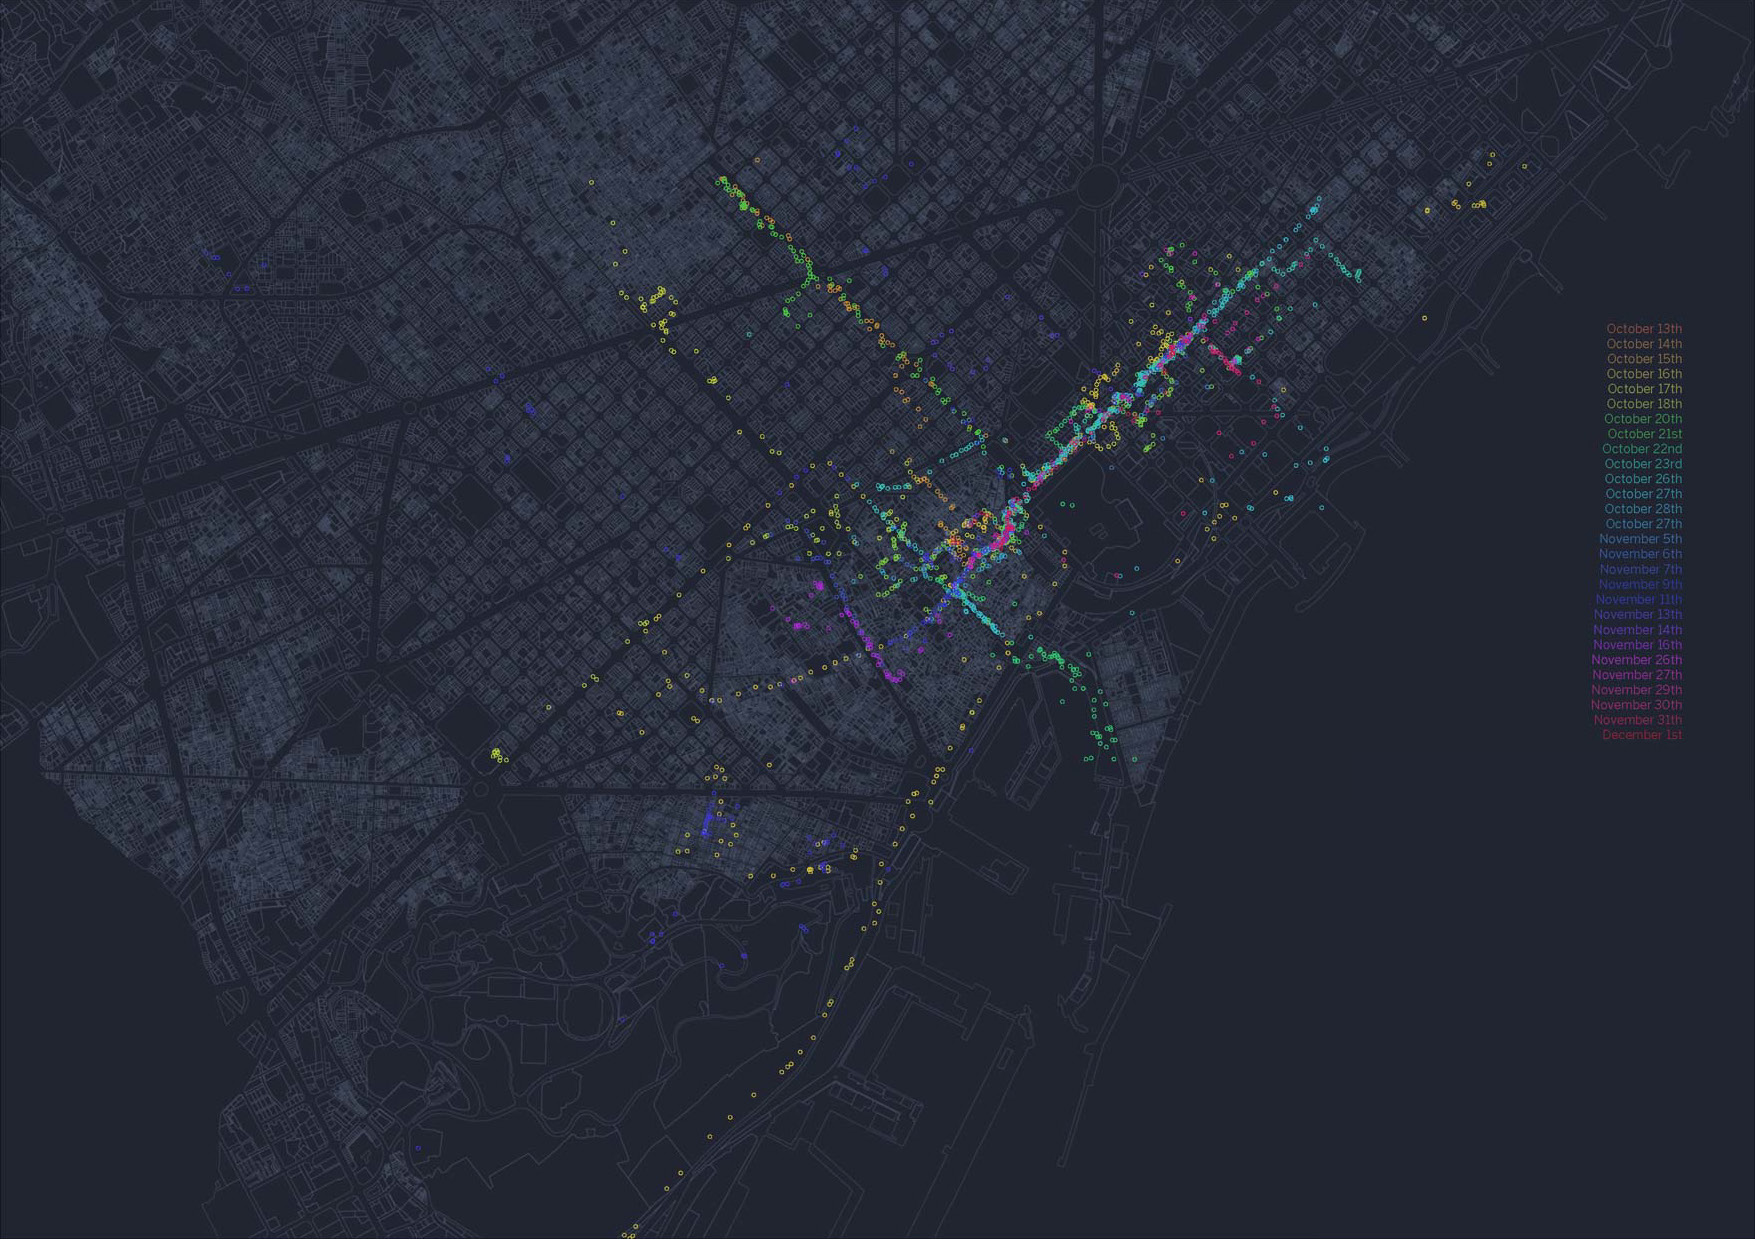 October 13th
October 14th
October 15th
October 16th
October 17th
October 18th
October 20th
October 21st
October 22nd
October 23rd
October 26th
October 27th
October 28th
October 27th
November 5th
November 6th
November 7th
November 9th
November 11th
November 13th
November 14th
November 16th
November 26th
November 27th
November 29th
November 30th
November 31th
December 1st